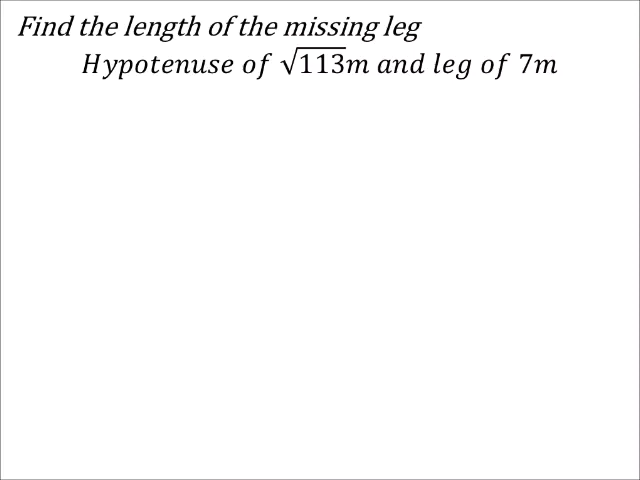 Find the length of the missing leg
Hypotenuse of √113m and leg of 7m